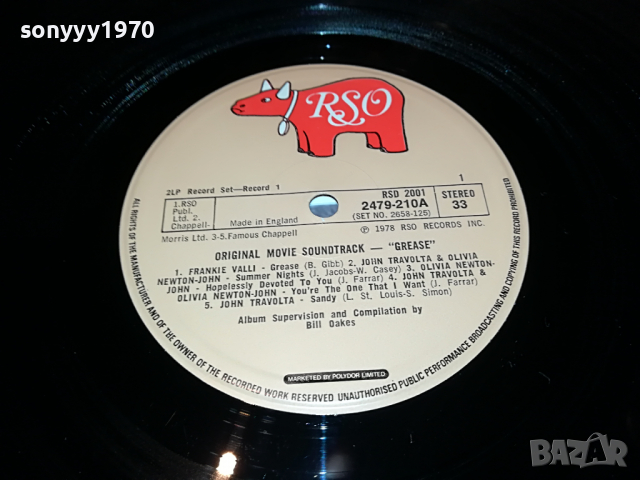 sonyyy1970
RSO
2LP Record Set—Record 1
1
1.RSO
Publ.
Ltd. 2.
Chappell-
Morris Ltd. 3-5.Famous Chappell
Made in England
RSD 2001
2479-210A
(SET NO. 2658-125)
STEREO
33
℗ 1978 RSO RECORDS INC.
ORIGINAL MOVIE SOUNDTRACK — "GREASE"
1. FRANKIE VALLI - Grease (B. Gibb) 2. JOHN TRAVOLTA & OLIVIA
NEWTON-JOHN - Summer Nights (J. Jacobs-W. Casey) 3. OLIVIA NEWTON-
JOHN - Hopelessly Devoted To You (J. Farrar) 4. JOHN TRAVOLTA &
OLIVIA NEWTON-JOHN - You're The One That I Want (J. Farrar)
5. JOHN TRAVOLTA - Sandy (L. St. Louis-S. Simon)
Album Supervision and Compilation by
Bill Oakes
MARKETED BY POLYDOR LIMITED
ALL RIGHTS OF THE MANUFACTURER AND OF THE OWNER OF THE RECORDED WORK RESERVED UNAUTHORISED PUBLIC PERFORMANCE BROADCASTING AND COPYING OF THIS RECORD PROHIBITED
BAZAR